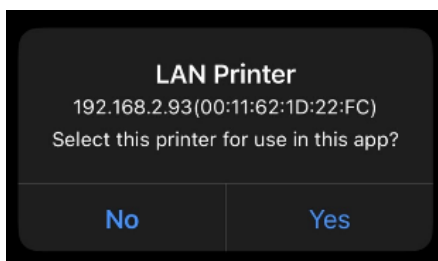 LAN Printer
192.168.2.93(00:11:62:1D:22:FC)
Select this printer for use in this app?
No
Yes